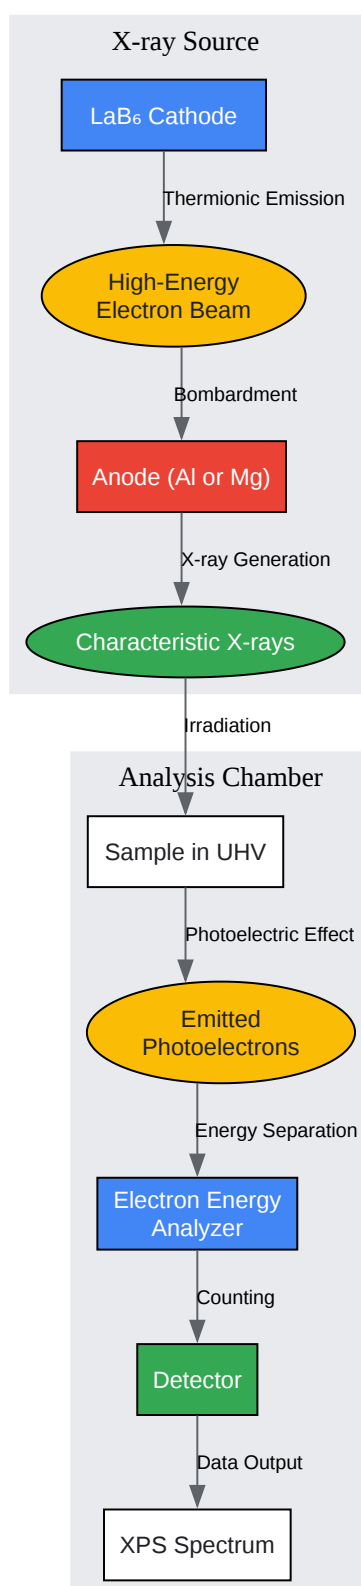 X-ray Source
LaB₆ Cathode
Thermionic Emission
High-Energy
Electron Beam
Bombardment
Anode (Al or Mg)
X-ray Generation
Characteristic X-rays
Irradiation
Analysis Chamber
Sample in UHV
Photoelectric Effect
Emitted
Photoelectrons
Energy Separation
Electron Energy
Analyzer
Counting
Detector
Data Output
XPS Spectrum